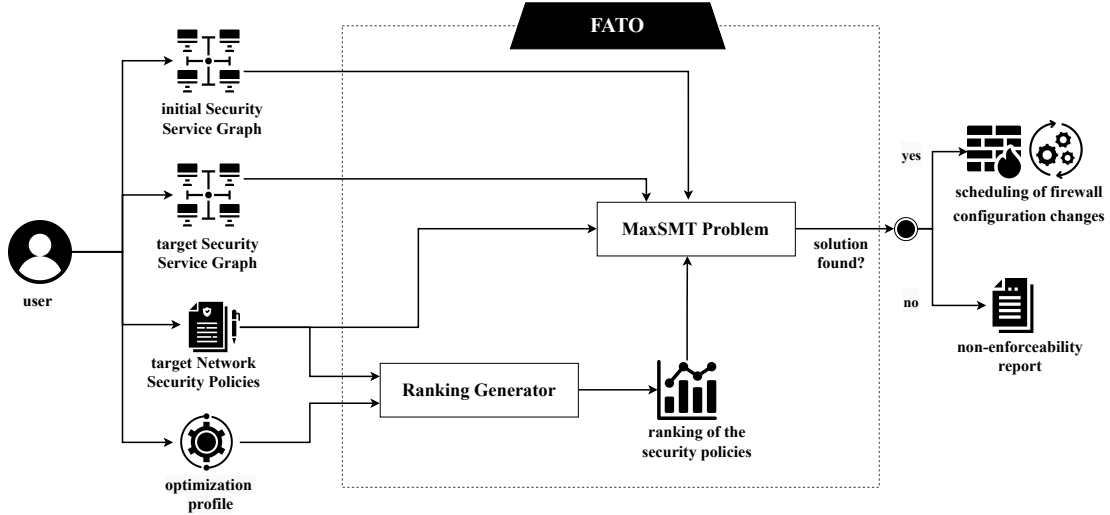 FATO
initial Security
Service Graph
target Security
Service Graph
user
target Network
Security Policies
optimization
profile
MaxSMT Problem
Ranking Generator
ranking of the
security policies
solution
found?
yes
no
scheduling of firewall
configuration changes
non-enforceability
report